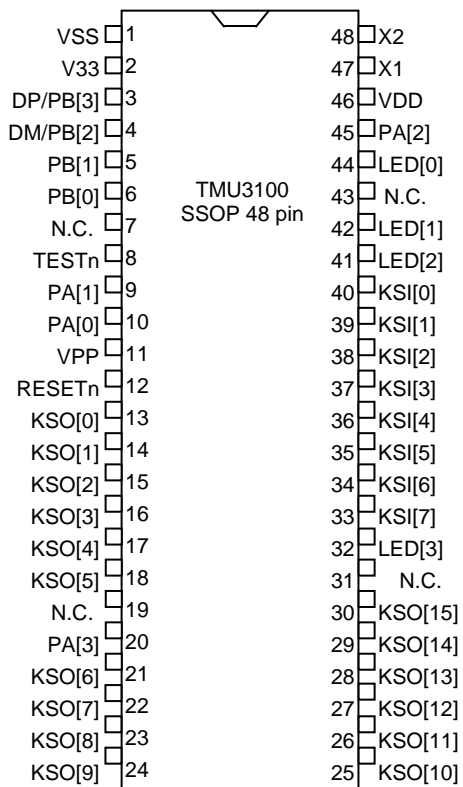 VSS 1 48 X2
V33 2 47 X1
DP/PB[3] 3 46 VDD
DM/PB[2] 4 45 PA[2]
PB[1] 5 44 LED[0]
PB[0] 6 TMU3100 43 N.C.
N.C. 7 SSOP 48 pin 42 LED[1]
TESTn 8 41 LED[2]
PA[1] 9 40 KSI[0]
PA[0] 10 39 KSI[1]
VPP 11 38 KSI[2]
RESETn 12 37 KSI[3]
KSO[0] 13 36 KSI[4]
KSO[1] 14 35 KSI[5]
KSO[2] 15 34 KSI[6]
KSO[3] 16 33 KSI[7]
KSO[4] 17 32 LED[3]
KSO[5] 18 31 N.C.
N.C. 19 30 KSO[15]
PA[3] 20 29 KSO[14]
KSO[6] 21 28 KSO[13]
KSO[7] 22 27 KSO[12]
KSO[8] 23 26 KSO[11]
KSO[9] 24 25 KSO[10]